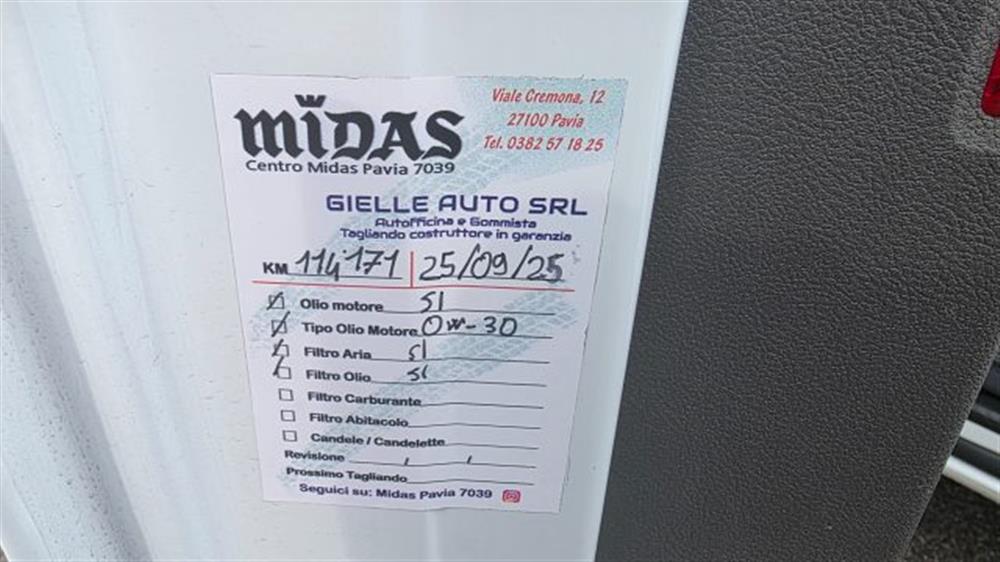 MIDAS
Centro Midas Pavia 7039
Viale Cremona, 12
27100 Pavia
Tel. 0382 57 18 25
GIELLE AUTO SRL
Autofficina e Gommista
Tagliando costruttore in garanzia
KM 114'171 25/09/25
Olio motore SI
Tipo Olio Motore 0W-30
Filtro Aria SI
Filtro Olio SI
Filtro Carburante
Filtro Abitacolo
Candele / Candelette
Revisione / /
Prossimo Tagliando
Seguici su: Midas Pavia 7039